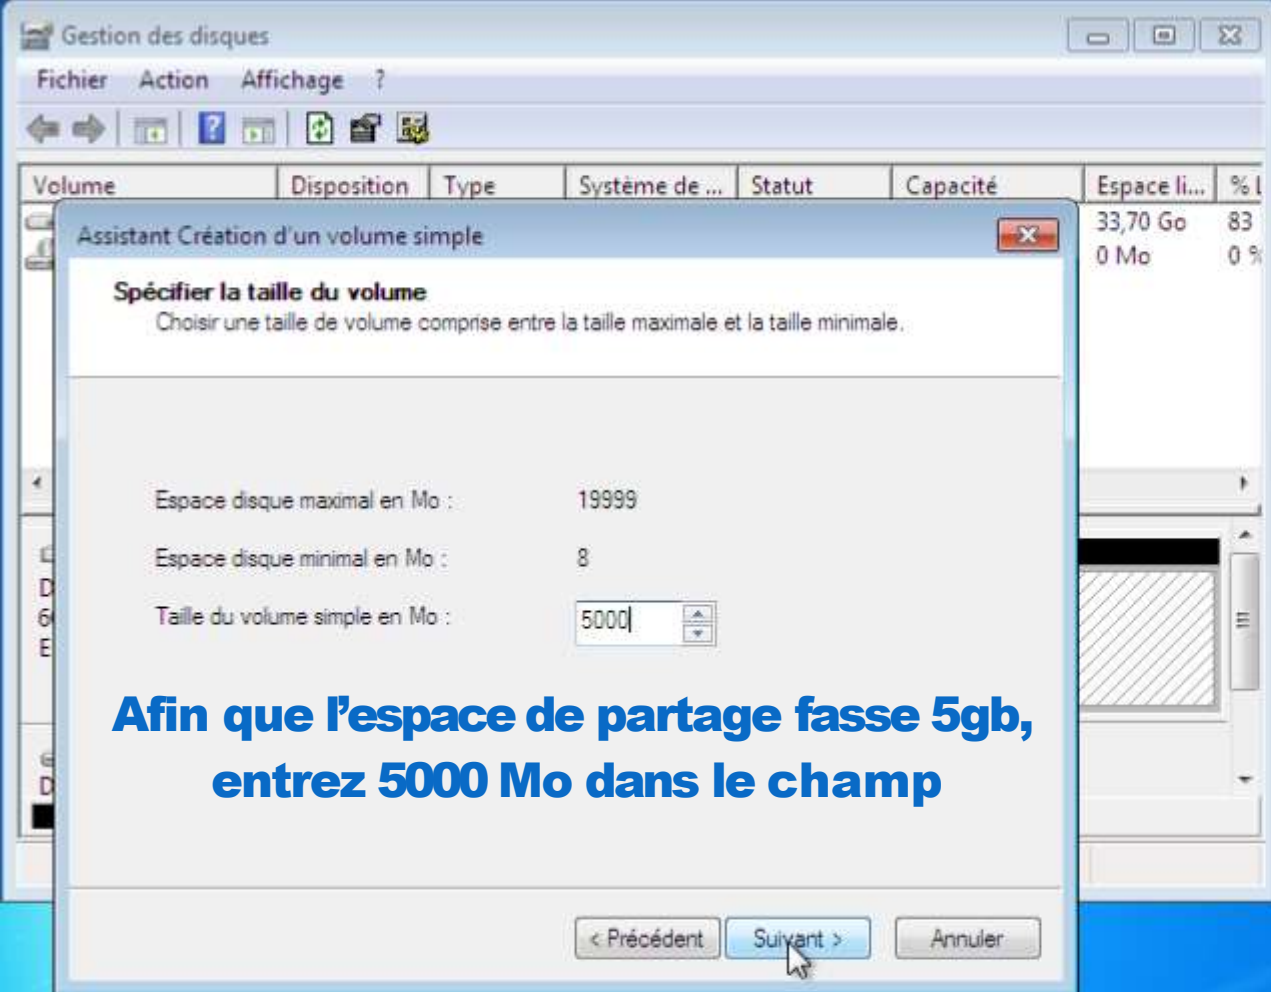 Gestion des disques
Fichier Action Affichage ?
Volume Disposition Type Système de ... Statut Capacité Espace li... %
33,70 Go 83
0 Mo 0 %
Assistant Création d'un volume simple
Spécifier la taille du volume
Choisir une taille de volume comprise entre la taille maximale et la taille minimale.
Espace disque maximal en Mo : 19999
Espace disque minimal en Mo : 8
Taille du volume simple en Mo : 5000
Afin que l'espace de partage fasse 5gb,
entrez 5000 Mo dans le champ
< Précédent Suivant > Annuler